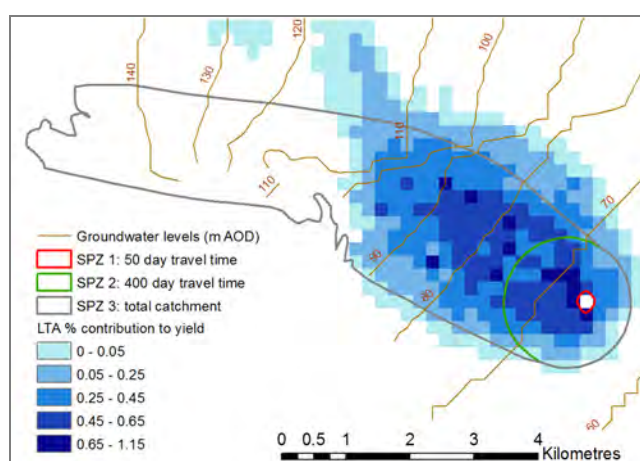 120
140
130
100
110
110
70
90
80
60
Groundwater levels (m AOD)
SPZ 1: 50 day travel time
SPZ 2: 400 day travel time
SPZ 3: total catchment
LTA % contribution to yield
0 - 0.05
0.05 - 0.25
0.25 - 0.45
0.45 - 0.65
0.65 - 1.15
0 0.5 1 2 3 4
Kilometres